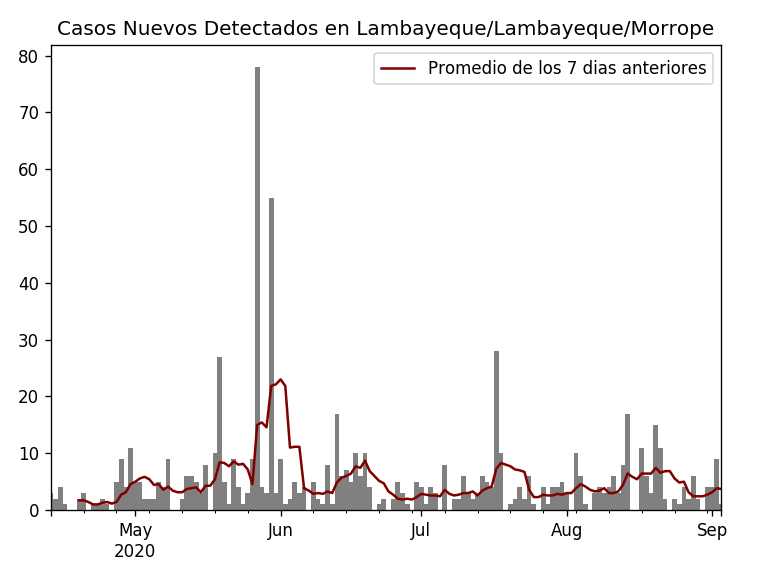 Casos Nuevos Detectados en Lambayeque/Lambayeque/Morrope
Promedio de los 7 dias anteriores
80
70
60
50
40
30
20
10
0
May
Jun
Jul
Aug
Sep
2020